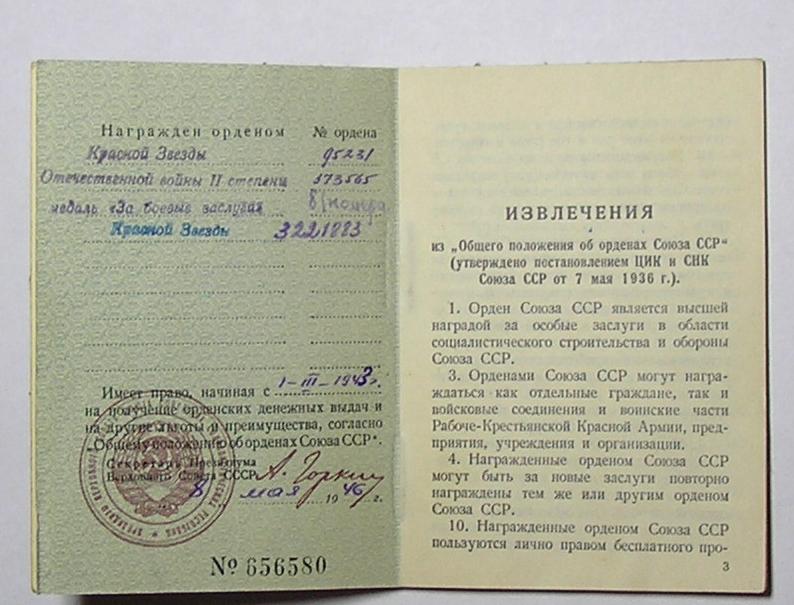 Награжден орденом № ордена
Красной Звезды 95231
Отечественной войны II степени 373565
медаль «За боевые заслуги» б/номера
Красной Звезды 3221883
Имеет право, начиная с 1-III-1943 г.
на получение орденских денежных выдач и
на другие льготы и преимущества, согласно
„Общему положению об орденах Союза ССР“.
Секретарь Президиума
Верховного Совета СССР А. Горкин
8 мая 1946 г.
№ 656580
ИЗВЛЕЧЕНИЯ
из „Общего положения об орденах Союза ССР“
(утверждено постановлением ЦИК и СНК
Союза ССР от 7 мая 1936 г.).
1. Орден Союза ССР является высшей
наградой за особые заслуги в области
социалистического строительства и обороны
Союза ССР.
3. Орденами Союза ССР могут награ-
ждаться как отдельные граждане, так и
войсковые соединения и воинские части
Рабоче-Крестьянской Красной Армии, пред-
приятия, учреждения и организации.
4. Награжденные орденом Союза ССР
могут быть за новые заслуги повторно
награждены тем же или другим орденом
Союза ССР.
10. Награжденные орденом Союза ССР
пользуются лично правом бесплатного про-
3